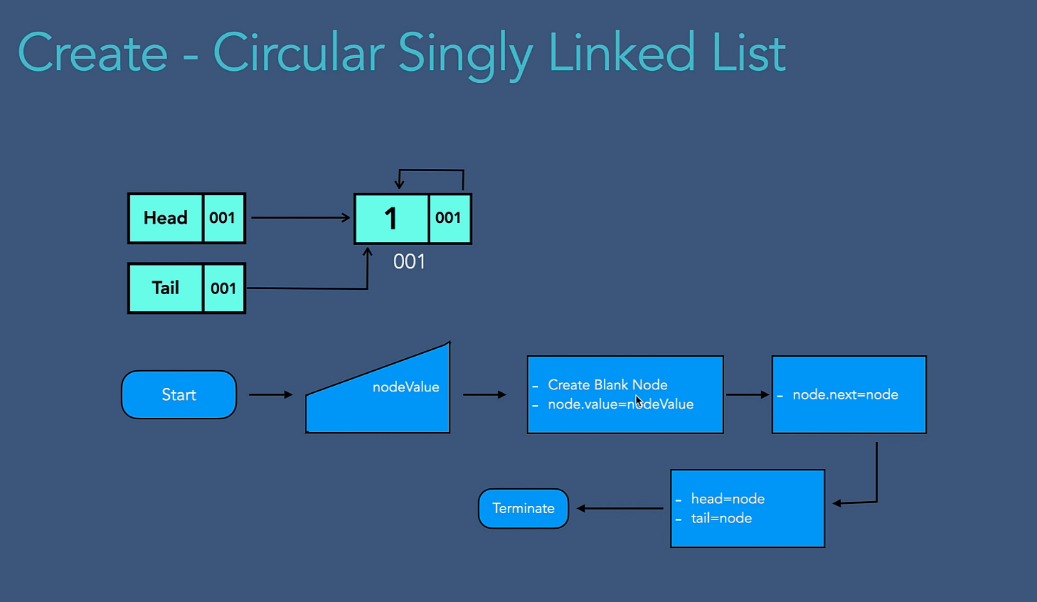 Create - Circular Singly Linked List
Head 001
1 001
001
Tail 001
Start
nodeValue
- Create Blank Node
- node.value=nodeValue
- node.next=node
- head=node
- tail=node
Terminate